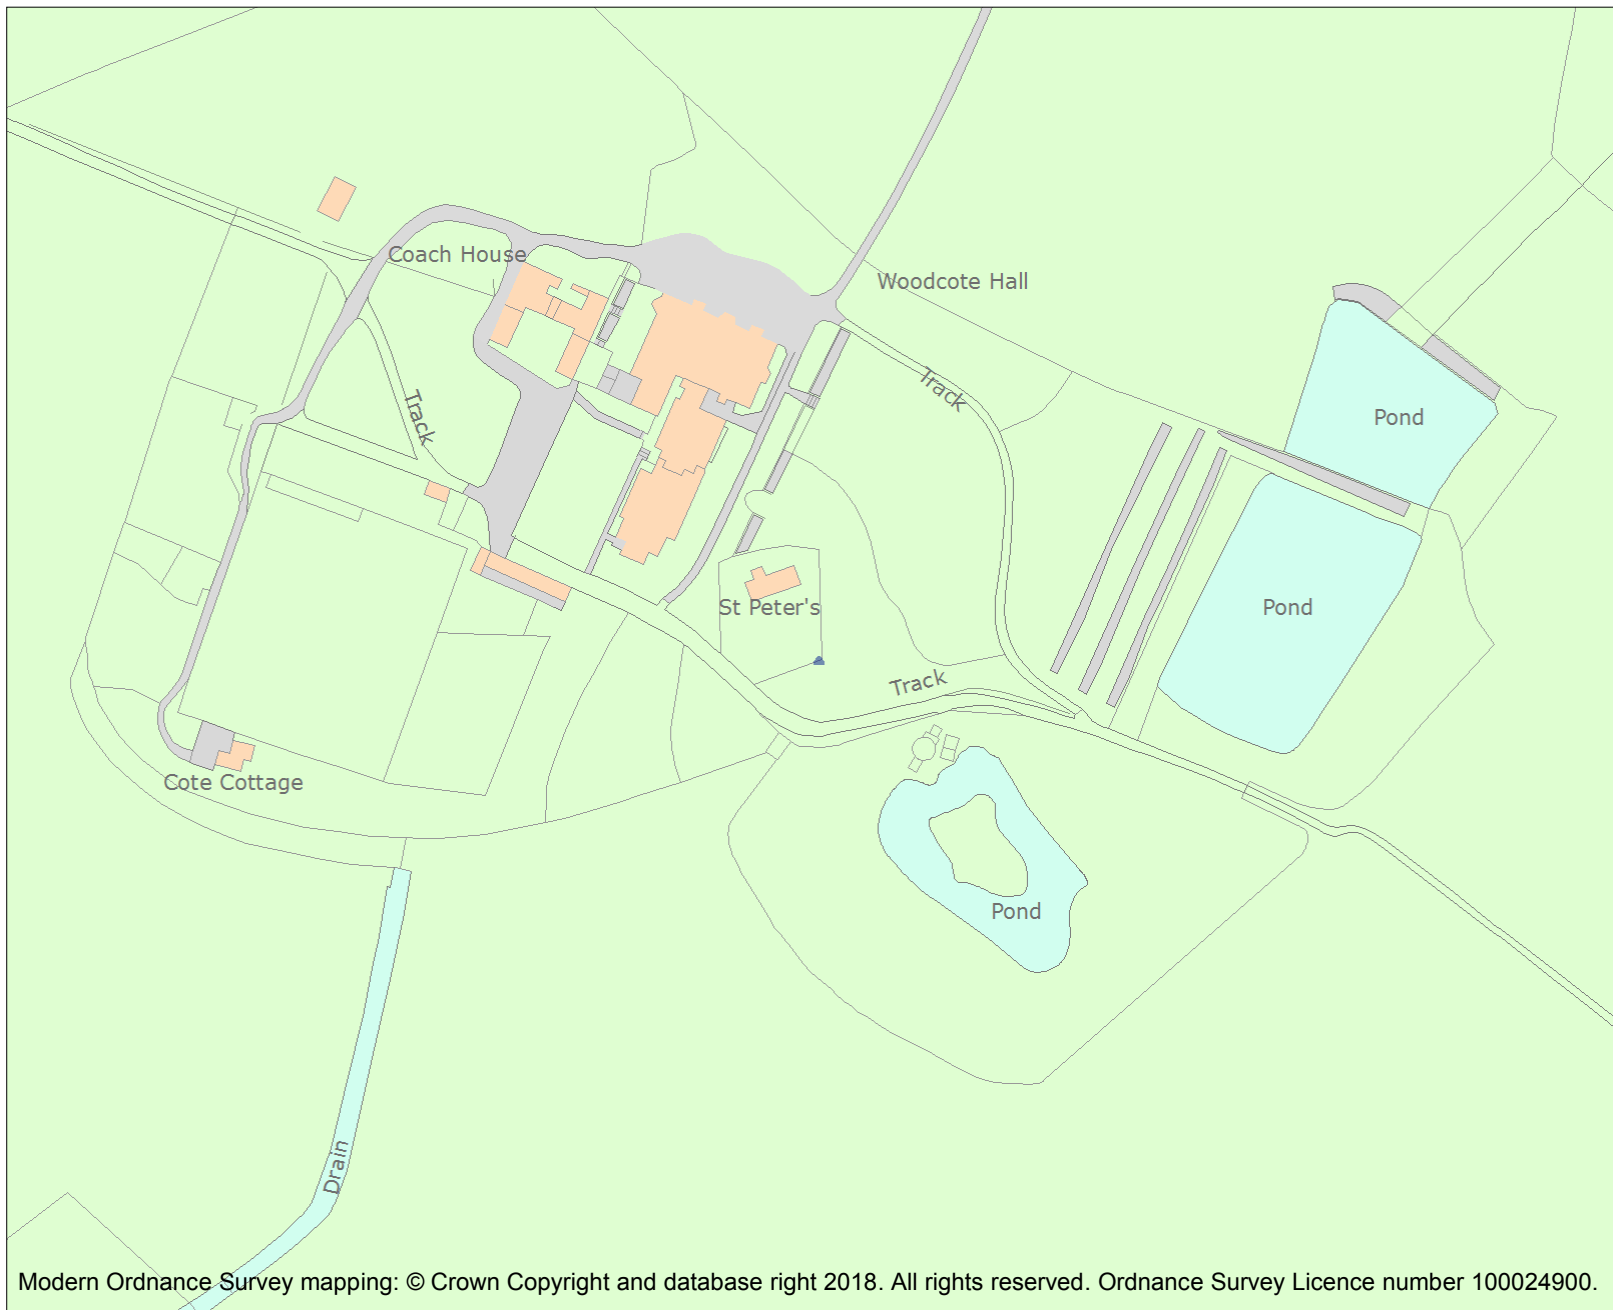 Coach House
Woodcote Hall
Track
Track
Pond
Pond
St Peter's
Track
Cote Cottage
Pond
Drain
Modern Ordnance Survey mapping: © Crown Copyright and database right 2018. All rights reserved. Ordnance Survey Licence number 100024900.